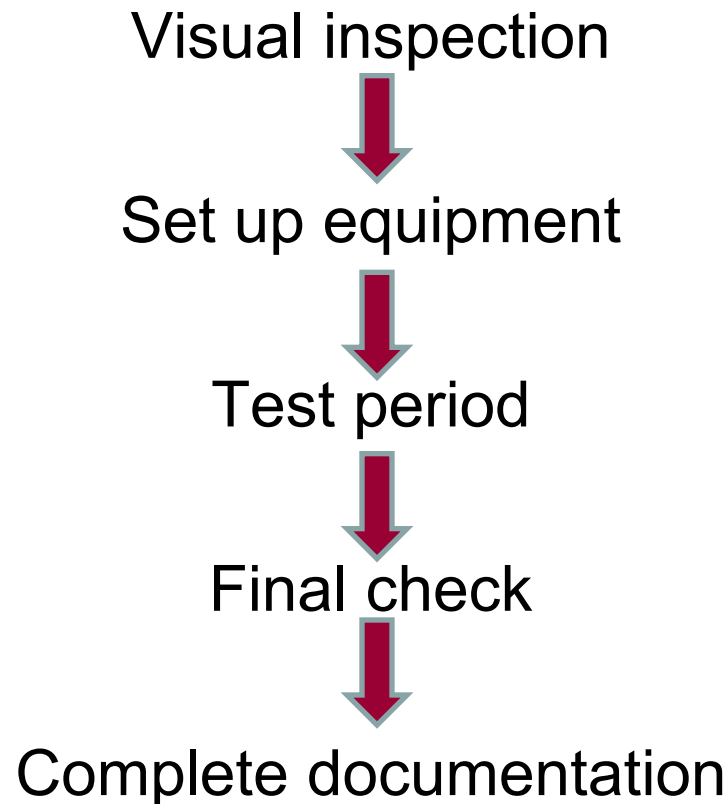 Visual inspection
Set up equipment
Test period
Final check
Complete documentation